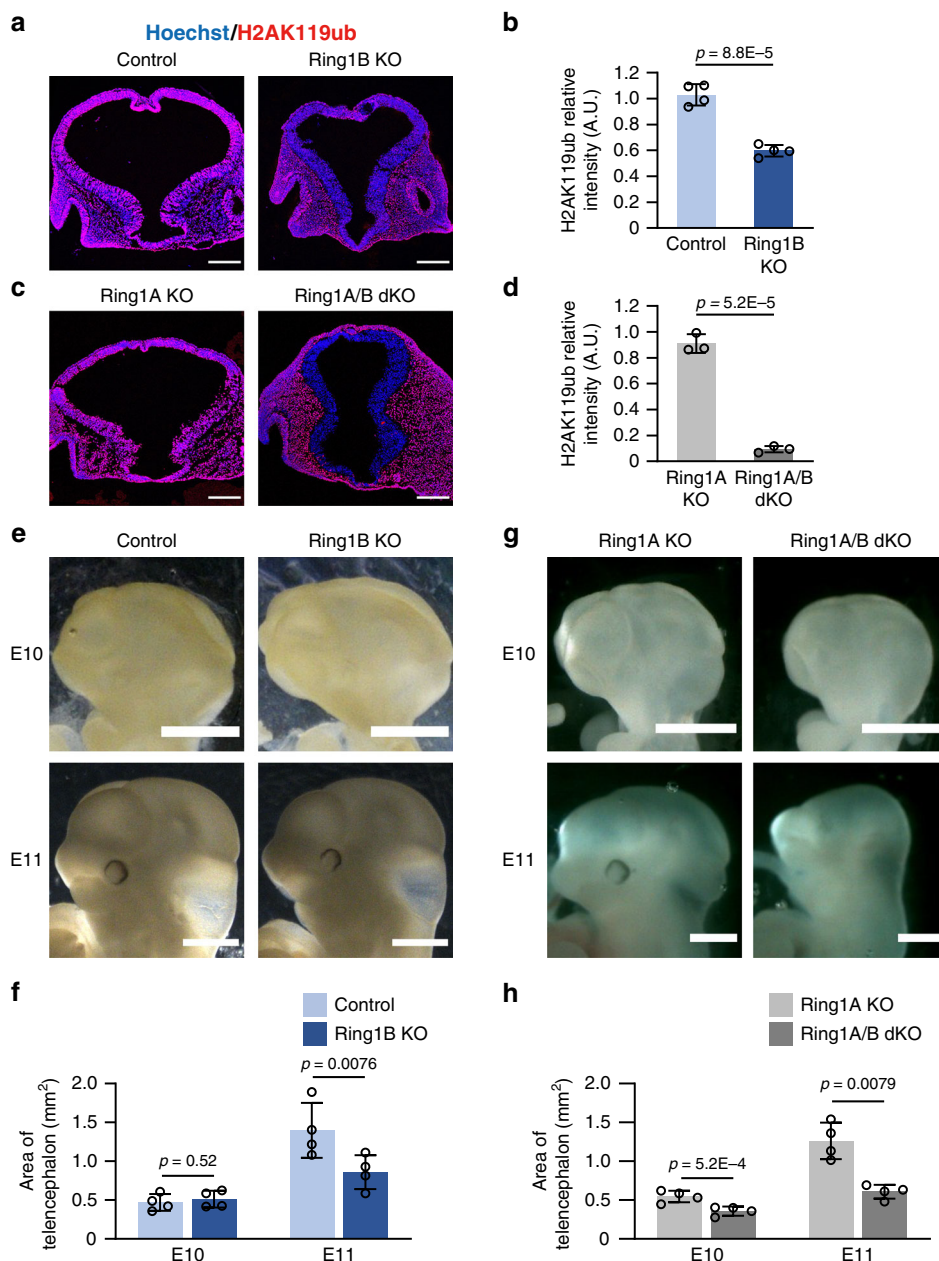 a
Hoechst/H2AK119ub
Control
Ring1B KO
b
p = 8.8E–5
H2AK119ub relative
intensity (A.U.)
1.2
1.0
0.8
0.6
0.4
0.2
0
Control
Ring1B
KO
c
Ring1A KO
Ring1A/B dKO
d
p = 5.2E–5
H2AK119ub relative
intensity (A.U.)
1.2
1.0
0.8
0.6
0.4
0.2
0
Ring1A
KO
Ring1A/B
dKO
e
Control
Ring1B KO
E10
E11
g
Ring1A KO
Ring1A/B dKO
E10
E11
f
Control
Ring1B KO
p = 0.0076
p = 0.52
Area of
telencephalon (mm²)
2.0
1.5
1.0
0.5
0
E10
E11
h
Ring1A KO
Ring1A/B dKO
p = 0.0079
p = 5.2E–4
Area of
telencephalon (mm²)
2.0
1.5
1.0
0.5
0
E10
E11